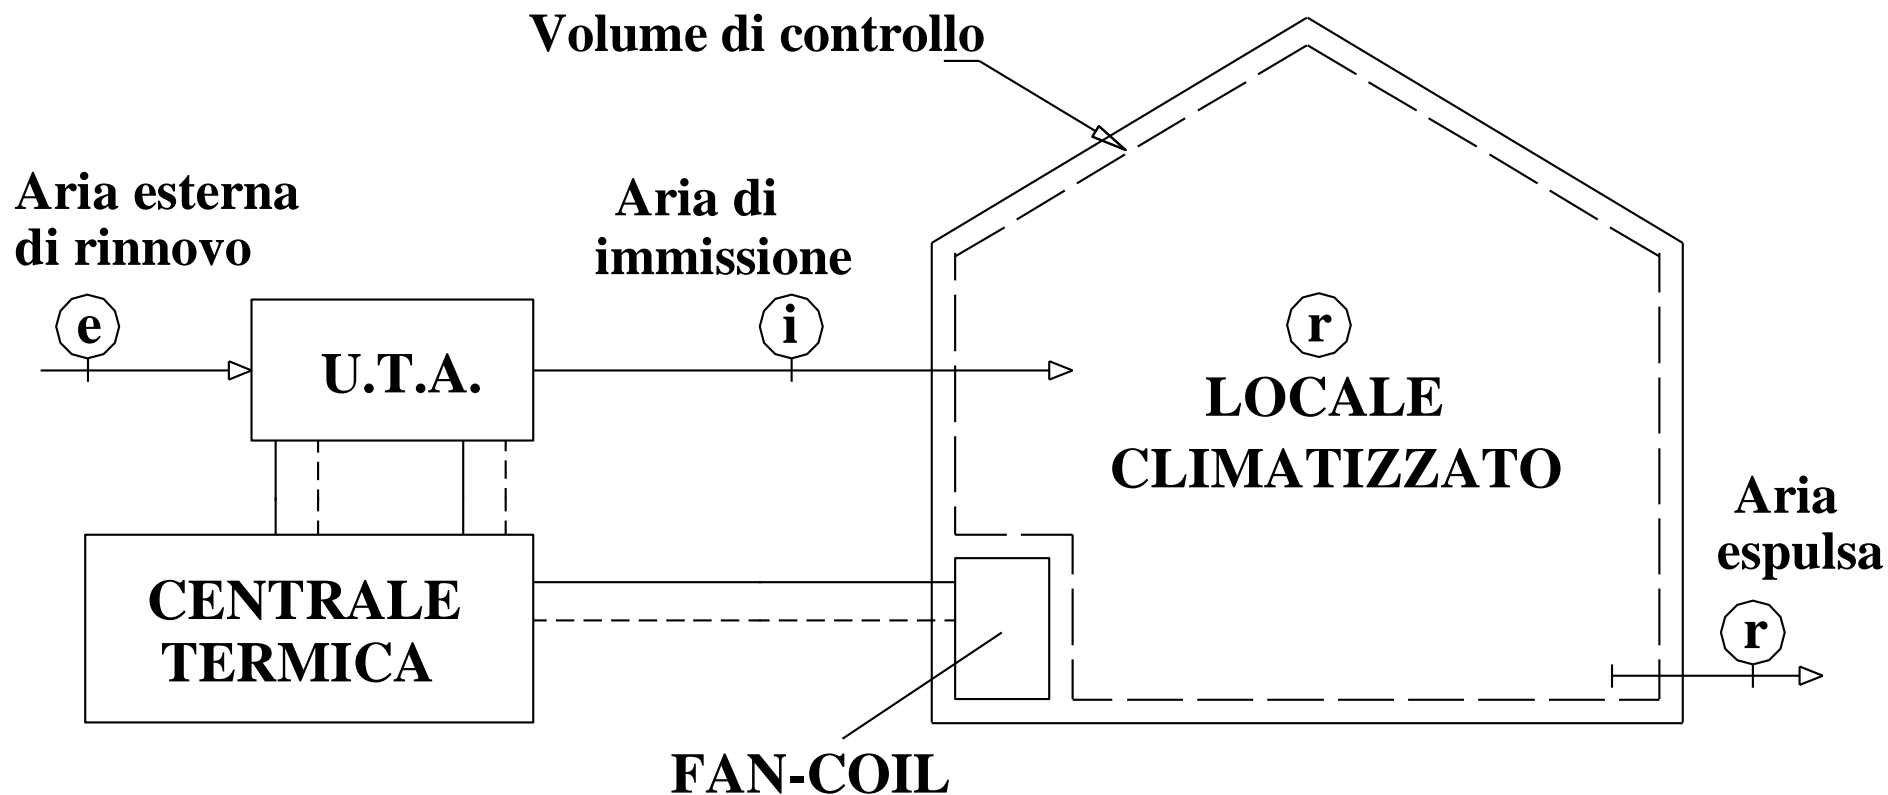 Volume di controllo
Aria esterna
di rinnovo
e
Aria di
immissione
i
U.T.A.
r
LOCALE
CLIMATIZZATO
Aria
espulsa
r
CENTRALE
TERMICA
FAN-COIL